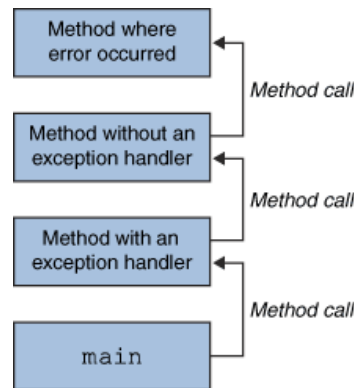 Method where
error occurred
Method call
Method without an
exception handler
Method call
Method with an
exception handler
Method call
main